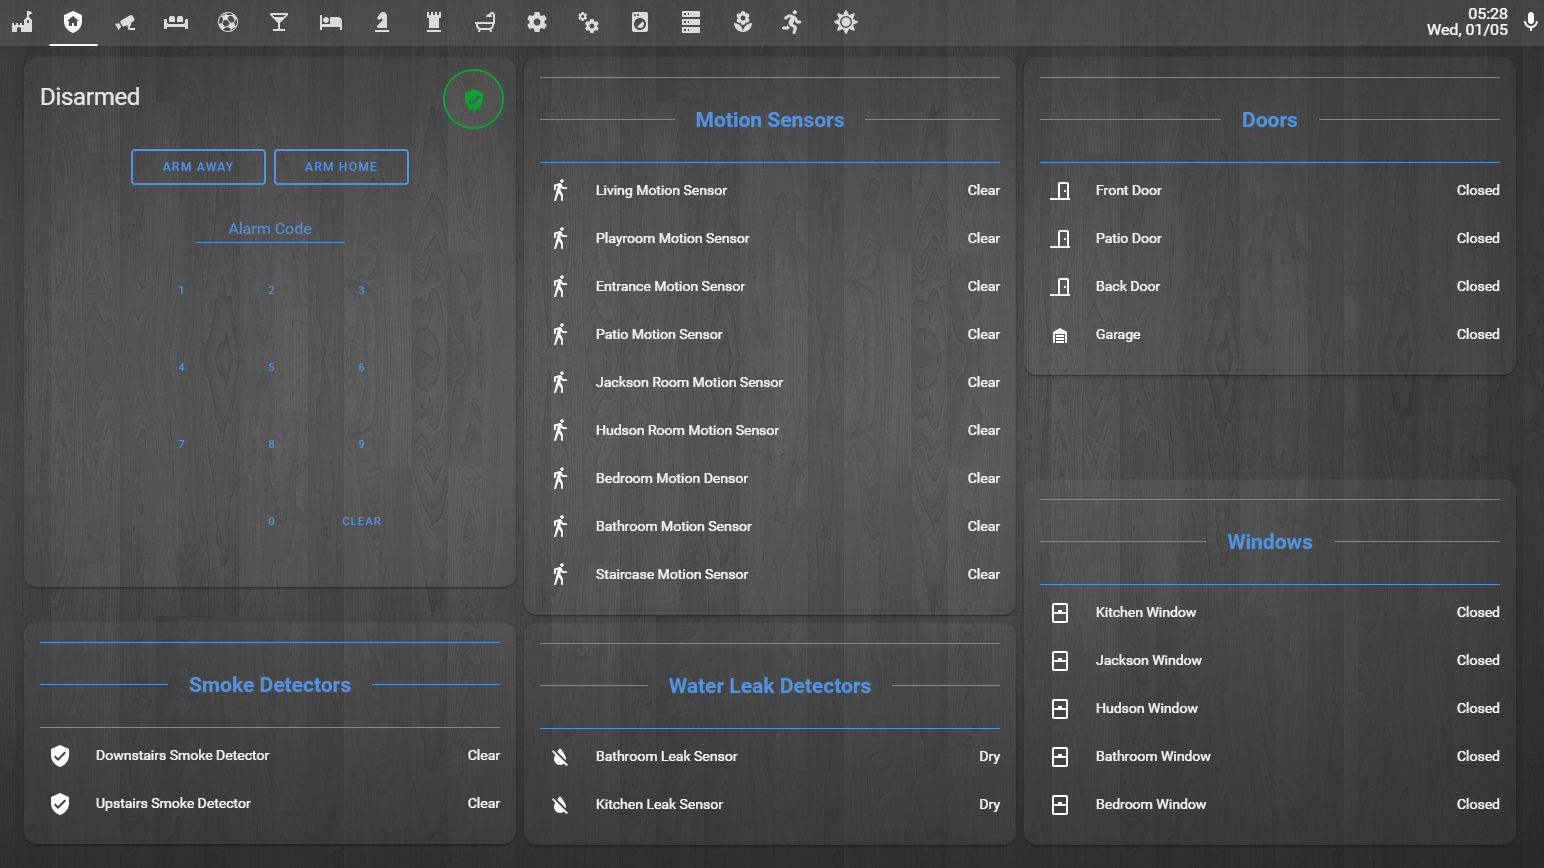 05:28
Wed, 01/05
Disarmed
ARM AWAY ARM HOME
Alarm Code
1 2 3
4 5 6
7 8 9
0 CLEAR
Smoke Detectors
Downstairs Smoke Detector Clear
Upstairs Smoke Detector Clear
Motion Sensors
Living Motion Sensor Clear
Playroom Motion Sensor Clear
Entrance Motion Sensor Clear
Patio Motion Sensor Clear
Jackson Room Motion Sensor Clear
Hudson Room Motion Sensor Clear
Bedroom Motion Densor Clear
Bathroom Motion Sensor Clear
Staircase Motion Sensor Clear
Water Leak Detectors
Bathroom Leak Sensor Dry
Kitchen Leak Sensor Dry
Doors
Front Door Closed
Patio Door Closed
Back Door Closed
Garage Closed
Windows
Kitchen Window Closed
Jackson Window Closed
Hudson Window Closed
Bathroom Window Closed
Bedroom Window Closed